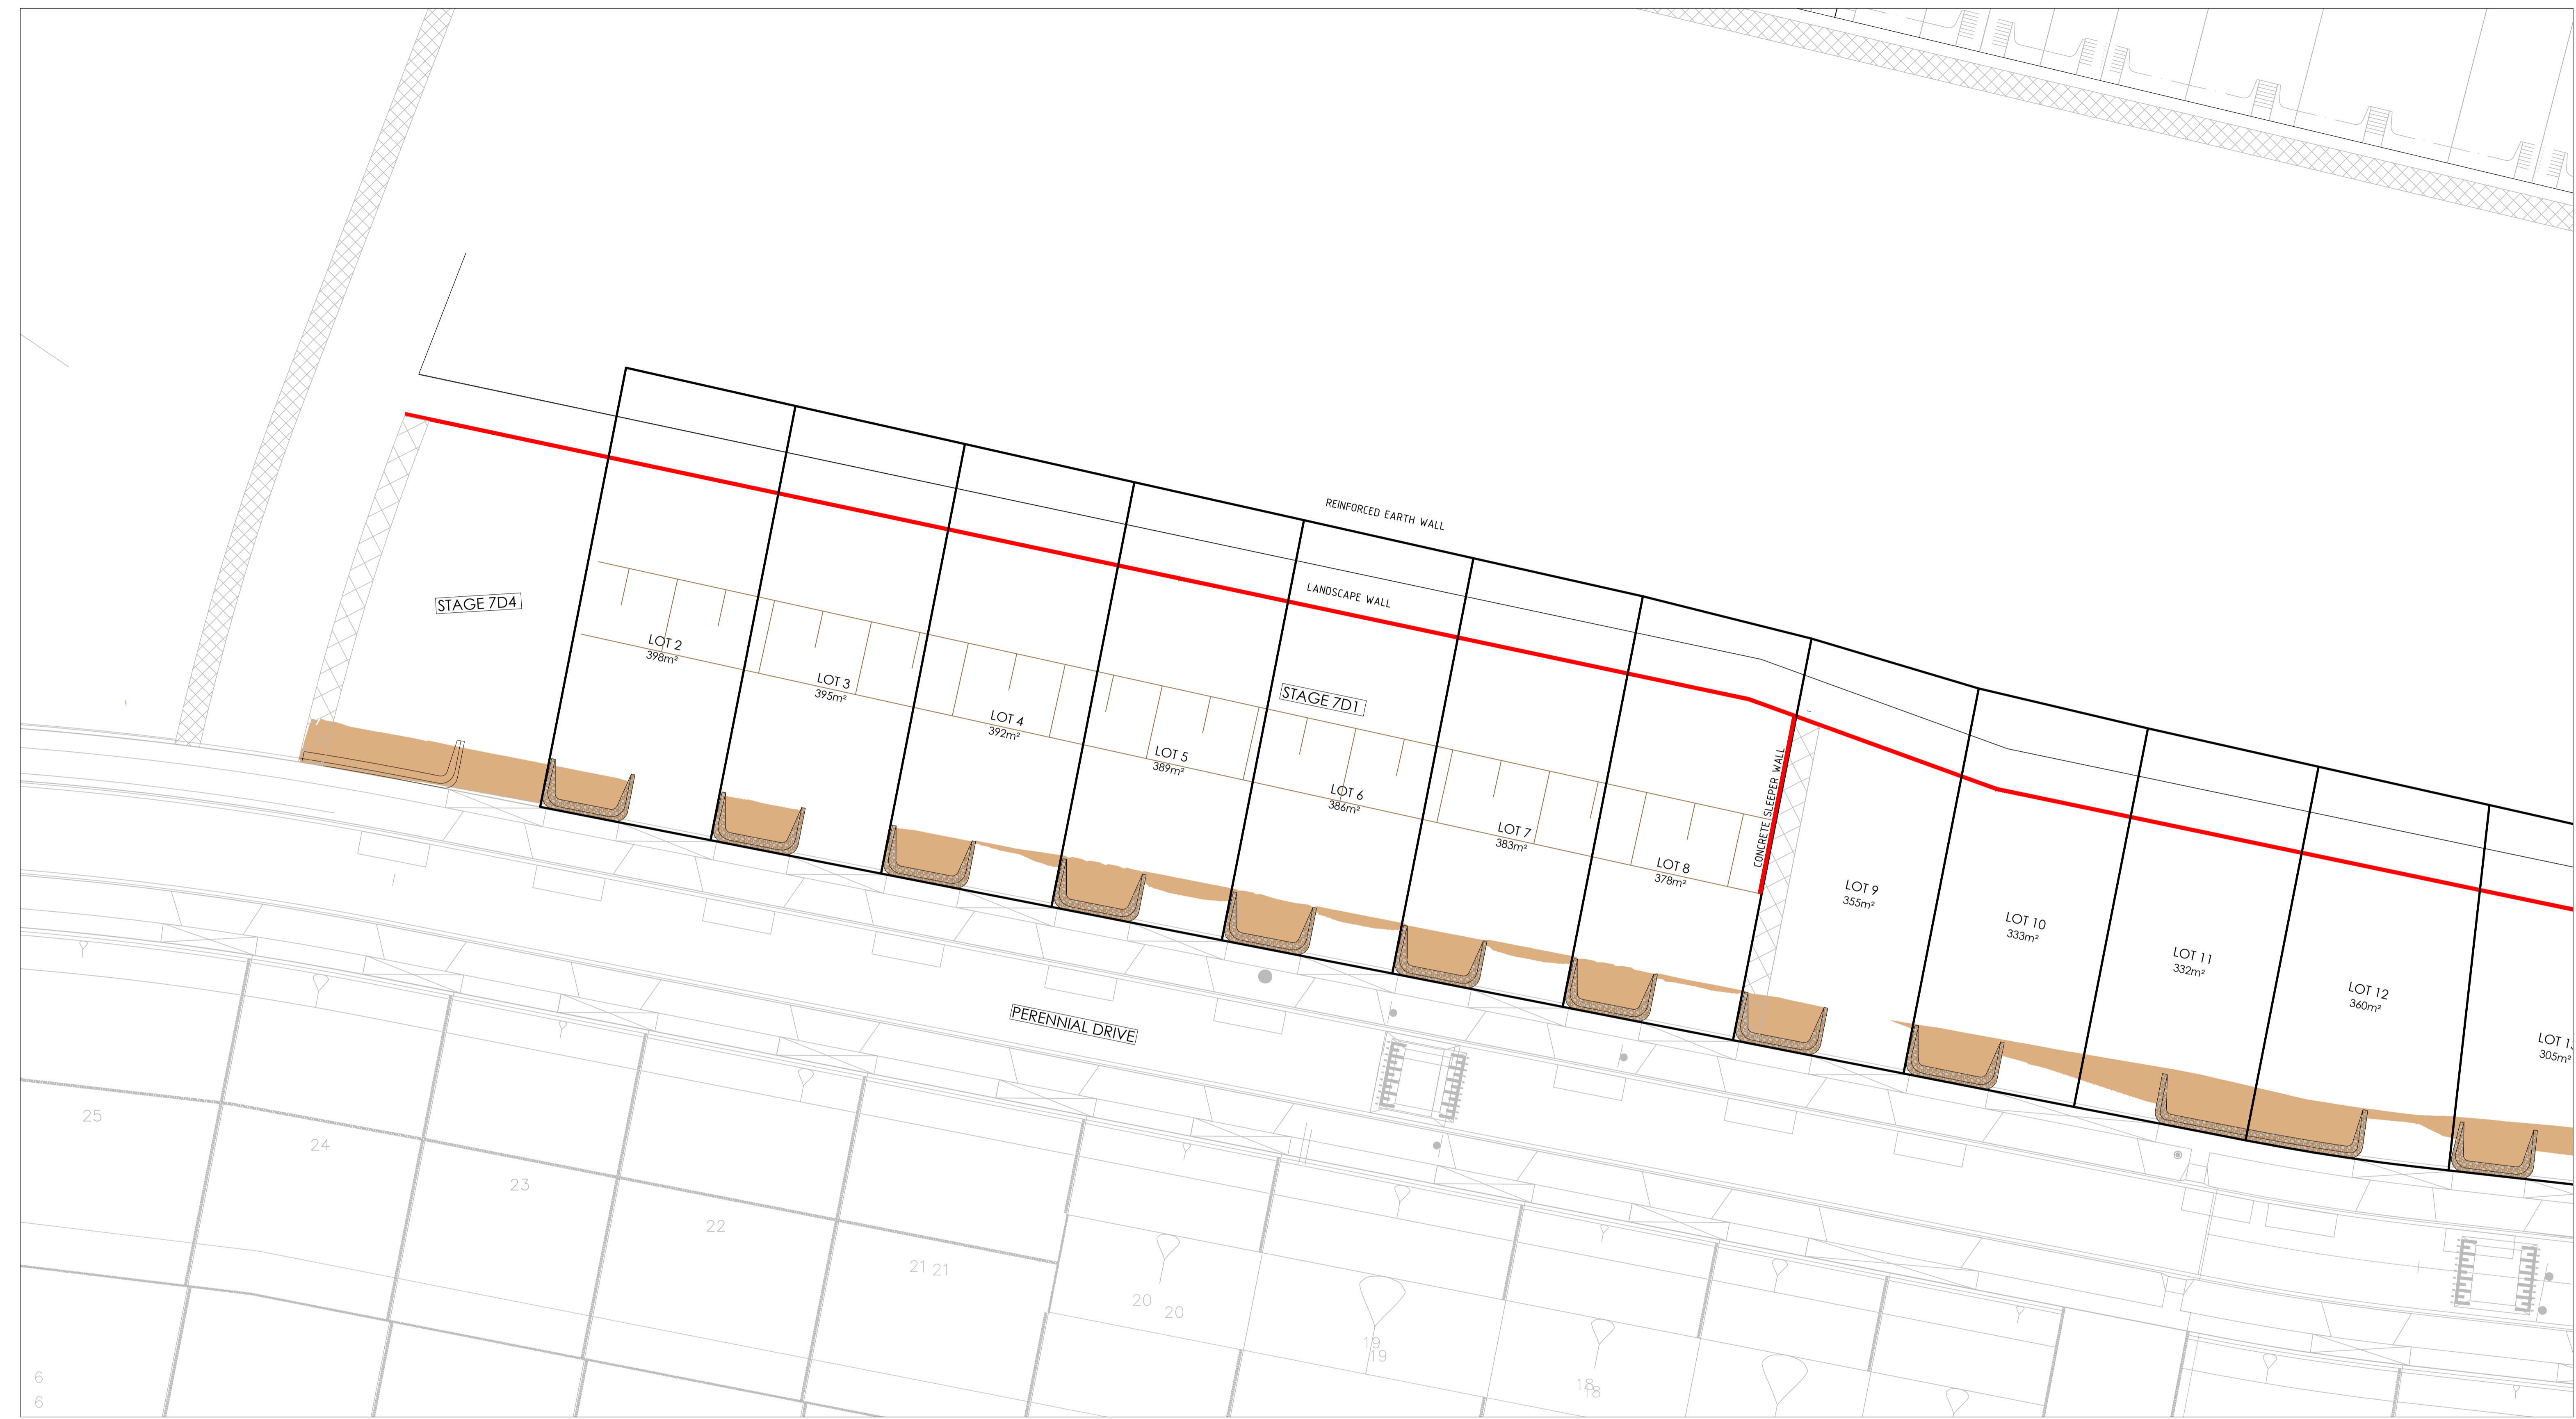 REINFORCED EARTH WALL
LANDSCAPE WALL
STAGE 7D4
LOT 2
398m²
LOT 3
395m²
LOT 4
392m²
STAGE 7D1
LOT 5
389m²
LOT 6
386m²
LOT 7
383m²
LOT 8
378m²
CONCRETE SLEEPER WALL
LOT 9
355m²
LOT 10
333m²
LOT 11
332m²
LOT 12
360m²
LOT 13
305m²
PERENNIAL DRIVE
25
24
23
22
21 21
20
20
19
19
18
18
6
6